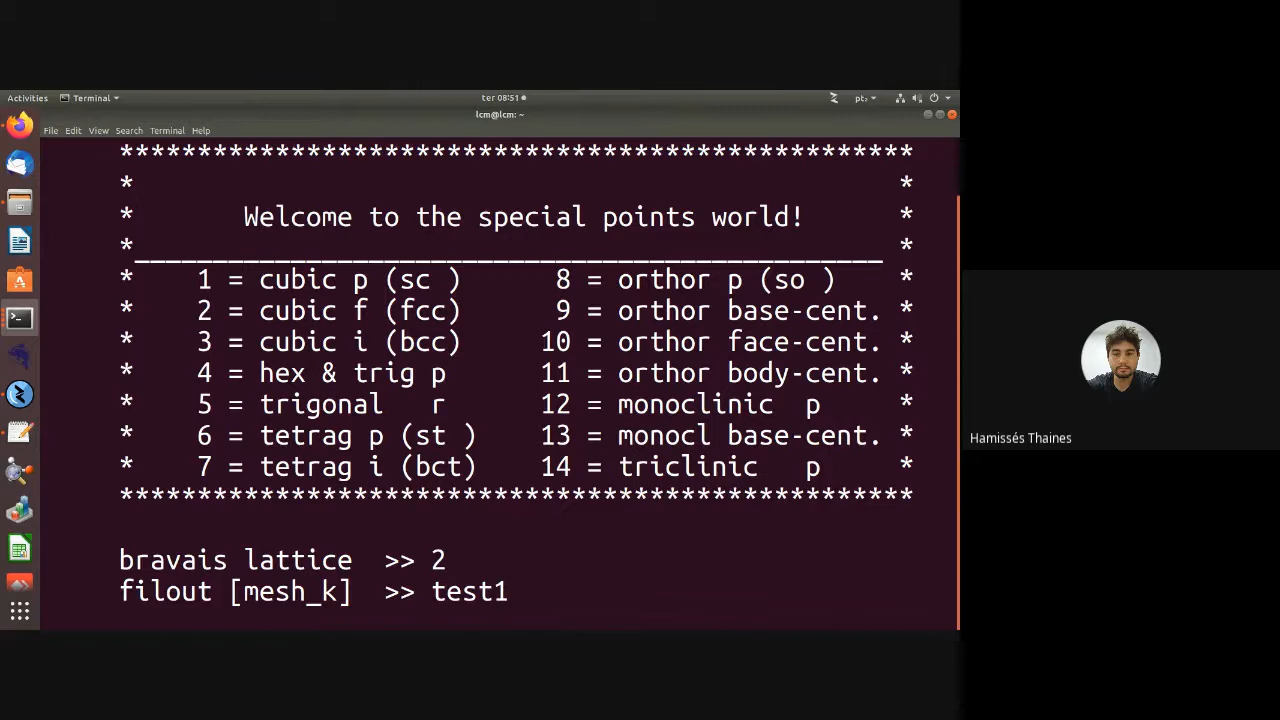 Activities Terminal ter 08:51 pt₂
lcm@lcm: ~
File Edit View Search Terminal Help
***************************************************
* *
* Welcome to the special points world! *
*________________________________________________ *
* 1 = cubic p (sc ) 8 = orthor p (so ) *
* 2 = cubic f (fcc) 9 = orthor base-cent. *
* 3 = cubic i (bcc) 10 = orthor face-cent. *
* 4 = hex & trig p 11 = orthor body-cent. *
* 5 = trigonal r 12 = monoclinic p *
* 6 = tetrag p (st ) 13 = monocl base-cent. *
* 7 = tetrag i (bct) 14 = triclinic p *
***************************************************
bravais lattice >> 2
filout [mesh_k] >> test1
Hamissés Thaines